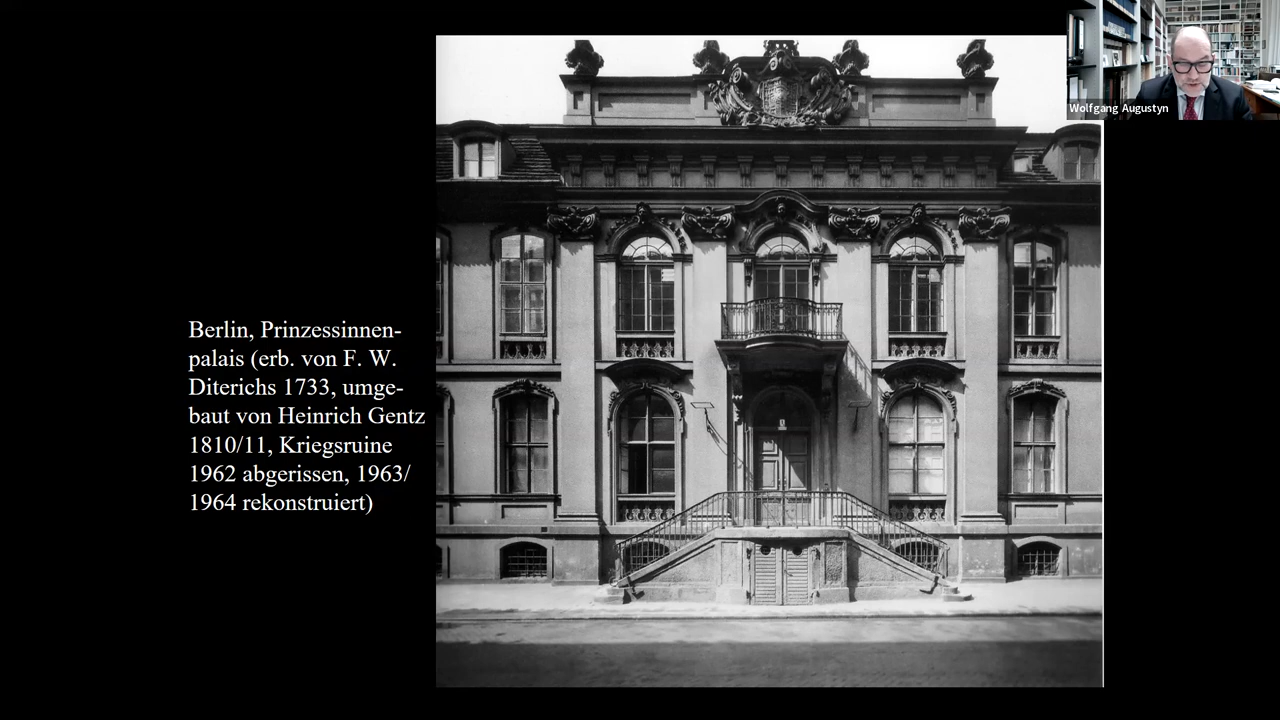 Wolfgang Augustyn
Berlin, Prinzessinnen-
palais (erb. von F. W.
Diterichs 1733, umge-
baut von Heinrich Gentz
1810/11, Kriegsruine
1962 abgerissen, 1963/
1964 rekonstruiert)